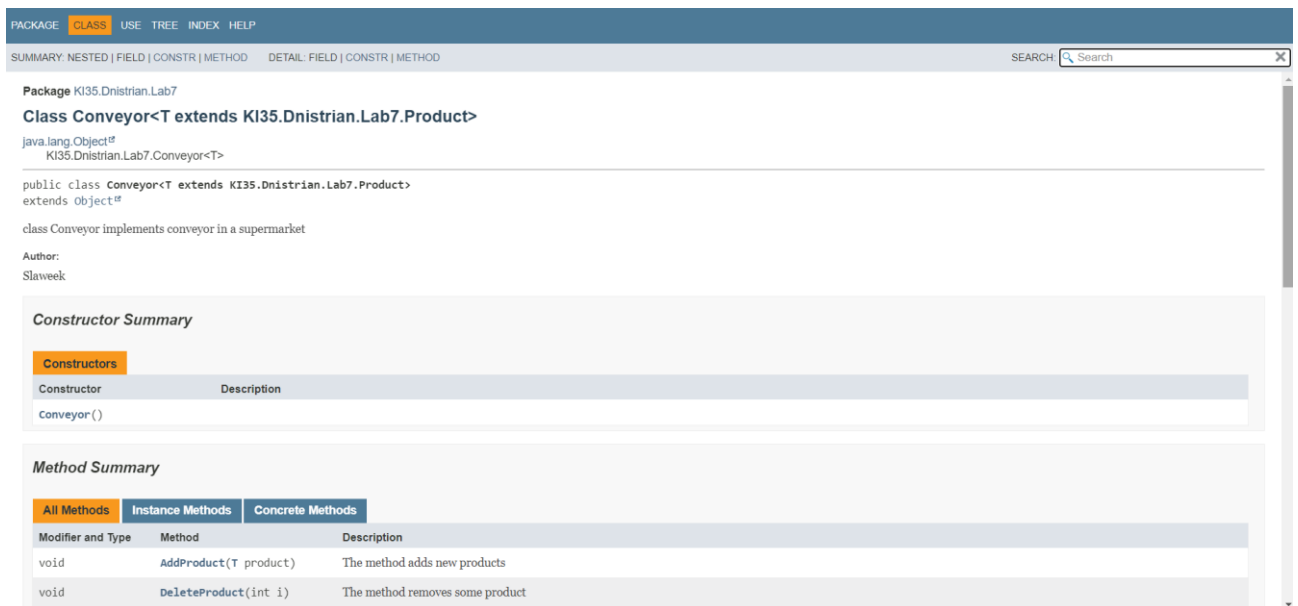 PACKAGE CLASS USE TREE INDEX HELP
SUMMARY: NESTED | FIELD | CONSTR | METHOD DETAIL: FIELD | CONSTR | METHOD SEARCH: Search
Package KI35.Dnistrian.Lab7
Class Conveyor<T extends KI35.Dnistrian.Lab7.Product>
java.lang.Object
KI35.Dnistrian.Lab7.Conveyor<T>
public class Conveyor<T extends KI35.Dnistrian.Lab7.Product>
extends Object
class Conveyor implements conveyor in a supermarket
Author:
Slaweek
Constructor Summary
Constructors
Constructor Description
Conveyor()
Method Summary
All Methods Instance Methods Concrete Methods
Modifier and Type Method Description
void AddProduct(T product) The method adds new products
void DeleteProduct(int i) The method removes some product